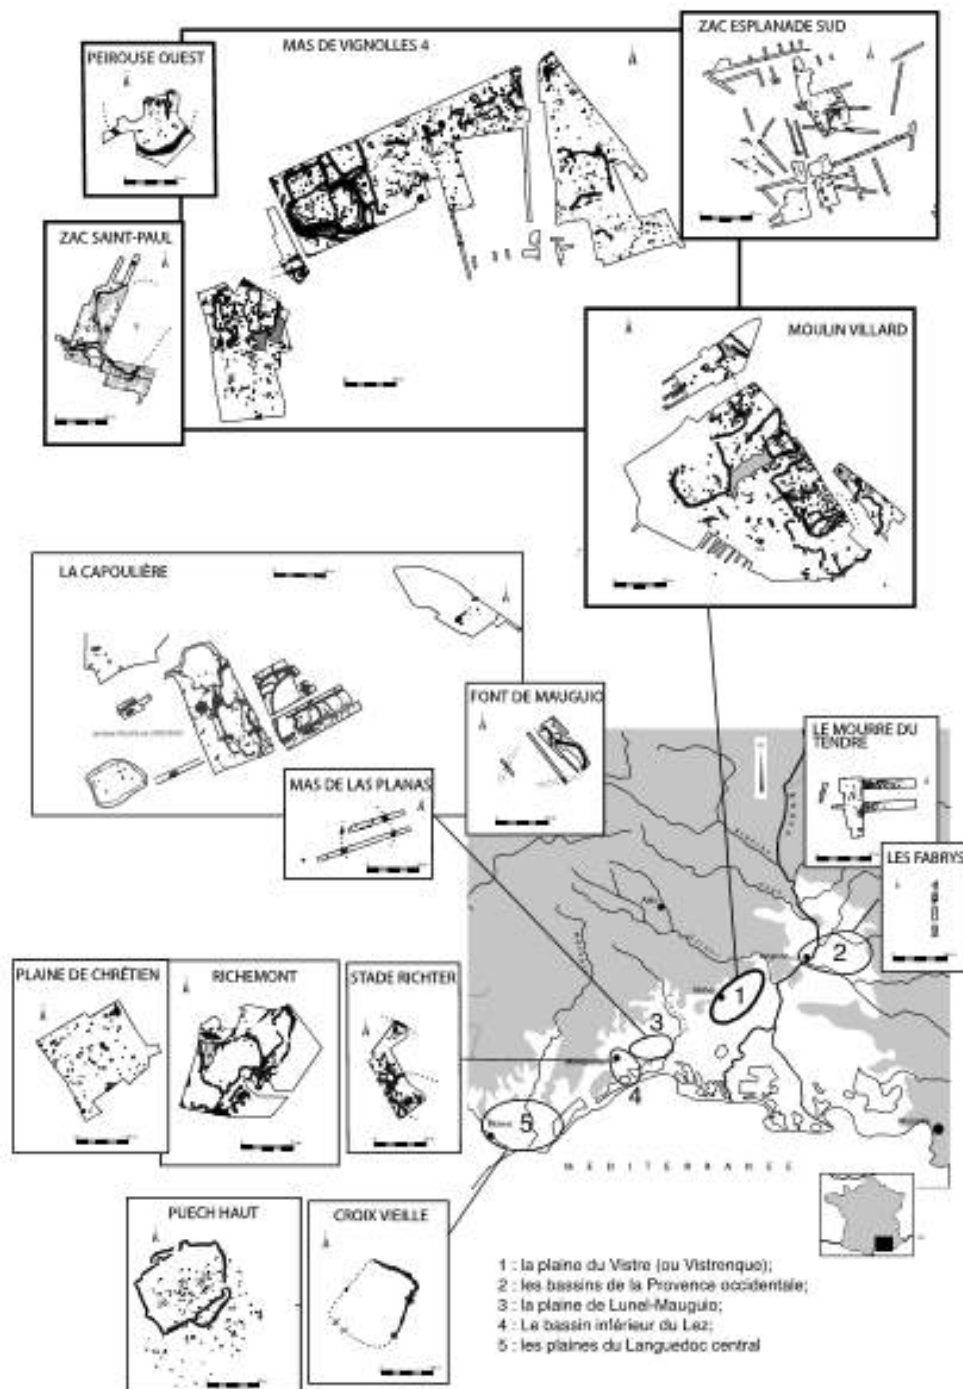 PEIROUSE OUEST
MAS DE VIGNOLLES 4
ZAC ESPLANADE SUD
ZAC SAINT-PAUL
MOULIN VILLARD
LA CAPOULIÈRE
FONT DE MAUGUIO
MAS DE LAS PLANAS
LE MOURRE DU
TENDRE
LES FABRYS
PLAINE DE CHRÉTIEN
RICHEMONT
STADE RICHTER
1
2
3
4
5
MEDITERRANEE
PUECH HAUT
CROIX VIEILLE
1 : la plaine du Vistre (ou Vistrenque);
2 : les bassins de la Provence occidentale;
3 : la plaine de Lunel-Mauguio;
4 : Le bassin inférieur du Lez;
5 : les plaines du Languedoc central